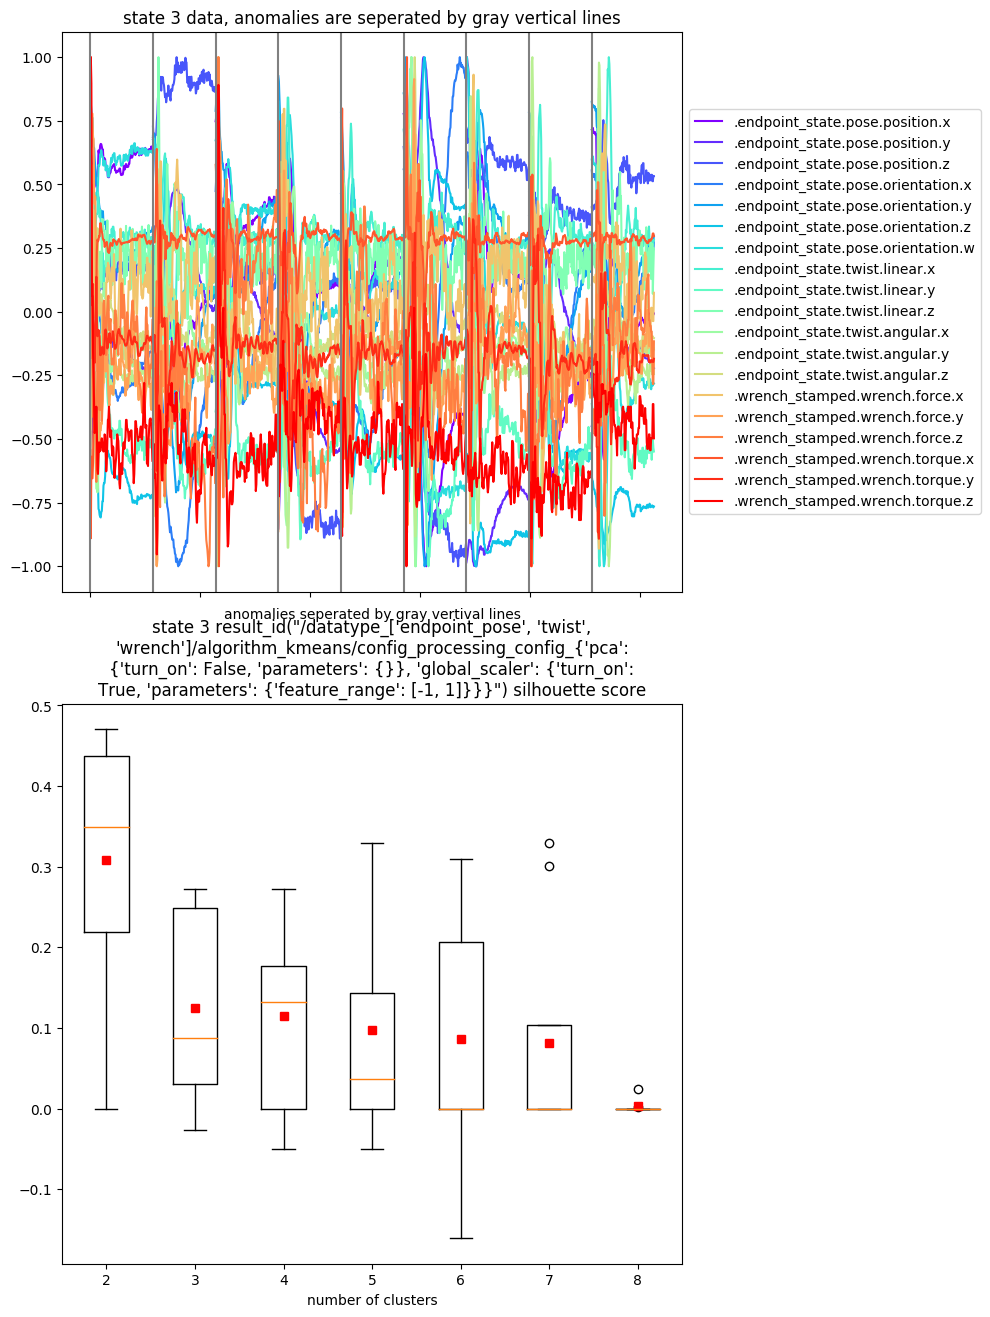 state 3 data, anomalies are seperated by gray vertical lines
1.00
0.75
0.50
0.25
0.00
−0.25
−0.50
−0.75
−1.00
.endpoint_state.pose.position.x
.endpoint_state.pose.position.y
.endpoint_state.pose.position.z
.endpoint_state.pose.orientation.x
.endpoint_state.pose.orientation.y
.endpoint_state.pose.orientation.z
.endpoint_state.pose.orientation.w
.endpoint_state.twist.linear.x
.endpoint_state.twist.linear.y
.endpoint_state.twist.linear.z
.endpoint_state.twist.angular.x
.endpoint_state.twist.angular.y
.endpoint_state.twist.angular.z
.wrench_stamped.wrench.force.x
.wrench_stamped.wrench.force.y
.wrench_stamped.wrench.force.z
.wrench_stamped.wrench.torque.x
.wrench_stamped.wrench.torque.y
.wrench_stamped.wrench.torque.z
anomalies seperated by gray vertival lines
state 3 result_id("/datatype_['endpoint_pose', 'twist',
'wrench']/algorithm_kmeans/config_processing_config_{'pca':
{'turn_on': False, 'parameters': {}}, 'global_scaler': {'turn_on':
True, 'parameters': {'feature_range': [-1, 1]}}}") silhouette score
0.5
0.4
0.3
0.2
0.1
0.0
−0.1
2 3 4 5 6 7 8
number of clusters